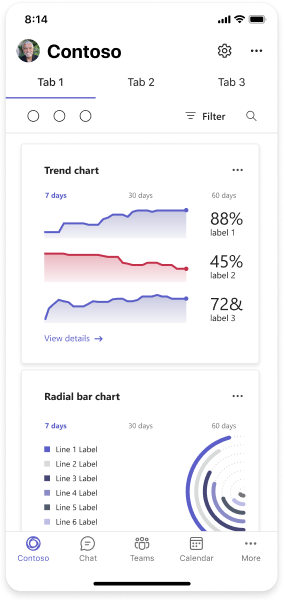 8:14
Contoso
Tab 1 Tab 2 Tab 3
Filter
Trend chart
7 days 30 days 60 days
88%
label 1
45%
label 2
72&
label 3
View details
Radial bar chart
7 days 30 days 60 days
Line 1 Label
Line 2 Label
Line 3 Label
Line 4 Label
Line 5 Label
Line 6 Label
Contoso Chat Teams Calendar More